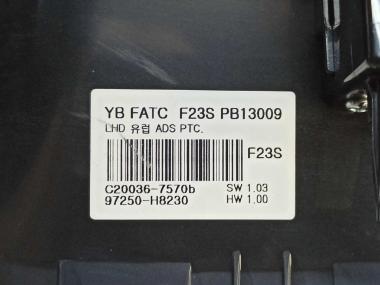 YB FATC F23S PB13009
LHD 유럽 ADS PTC.
F23S
C20036-7570b SW 1.03
97250-H8230 HW 1.00